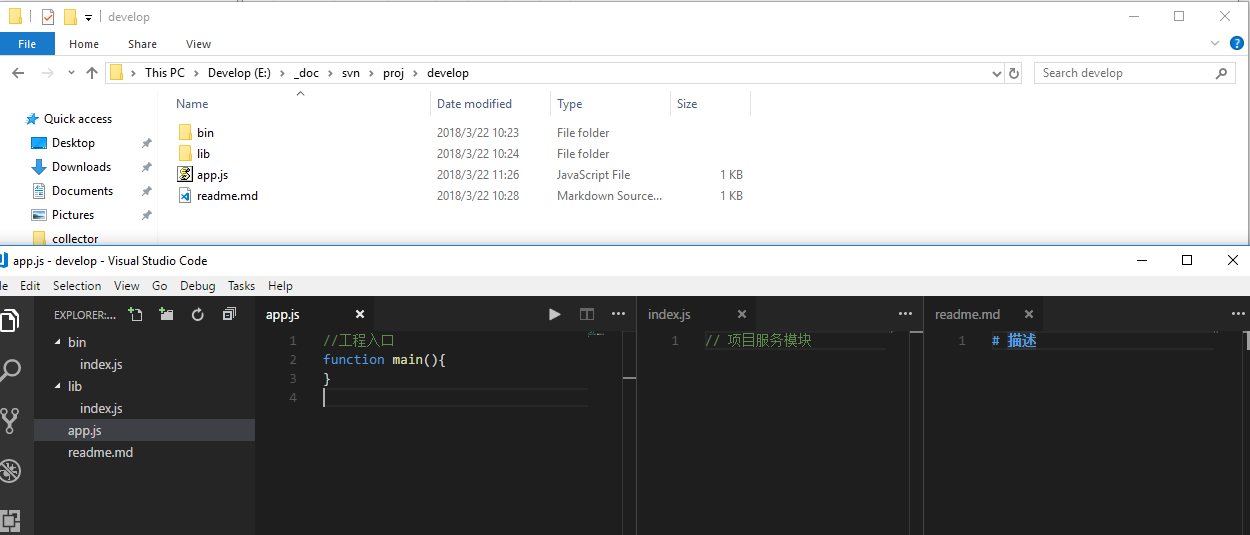 develop
File Home Share View
This PC Develop (E:) _doc svn proj develop Search develop
Name Date modified Type Size
Quick access
Desktop
Downloads
Documents
Pictures
collector
bin 2018/3/22 10:23 File folder
lib 2018/3/22 10:24 File folder
app.js 2018/3/22 11:26 JavaScript File 1 KB
readme.md 2018/3/22 10:28 Markdown Source... 1 KB
app.js - develop - Visual Studio Code
le Edit Selection View Go Debug Tasks Help
EXPLORER:...
bin
index.js
lib
index.js
app.js
readme.md
app.js
1 //工程入口
2 function main(){
3 }
4
index.js
1 // 项目服务模块
readme.md
1 # 描述